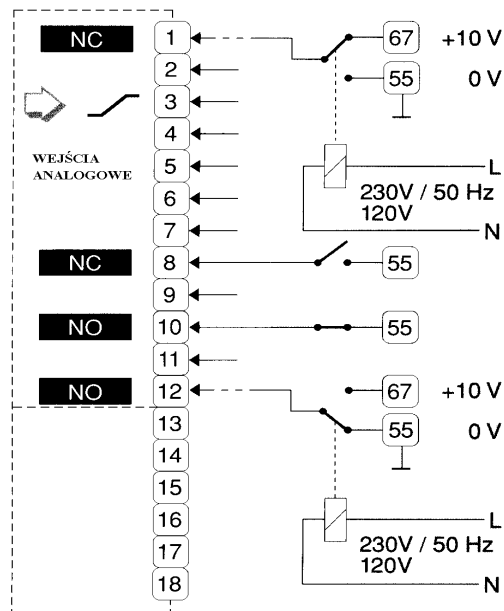 NC 1 67 +10 V
2 55 0 V
3
4
WEJŚCIA
ANALOGOWE
5 L
230V / 50 Hz
6
120V
7 N
NC 8 55
9
NO 10 55
11
NO 12 67 +10 V
13 55 0 V
14
15
16 L
17 230V / 50 Hz
120V
18 N